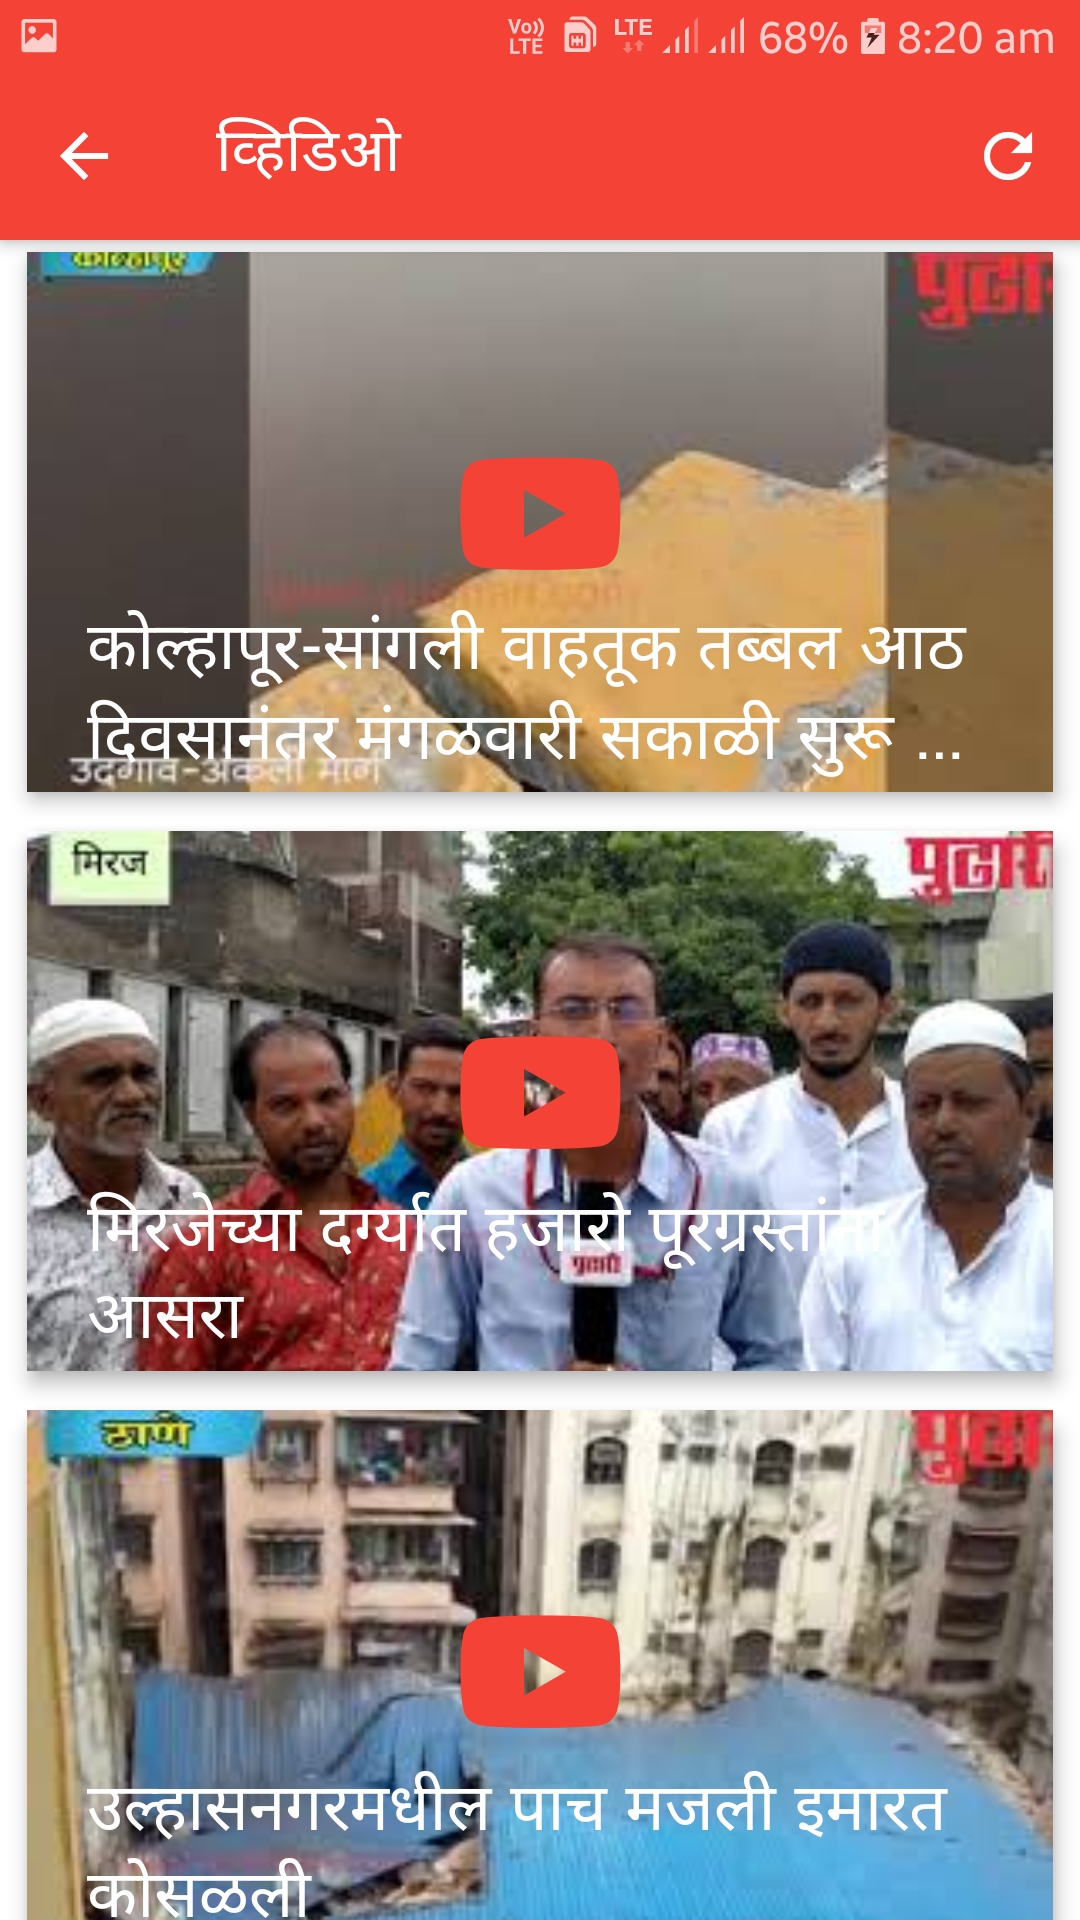 Vo)) LTE LTE 68% 8:20 am
व्हिडिओ
कोल्हापूर
कोल्हापूर-सांगली वाहतूक तब्बल आठ
दिवसानंतर मंगळवारी सकाळी सुरू ...
उदगाव-अंकली मार्ग
मिरज
मिरजेच्या दर्ग्यात हजारो पूरग्रस्तांना
पुढारी
आसरा
ठाणे
उल्हासनगरमधील पाच मजली इमारत
कोसळली